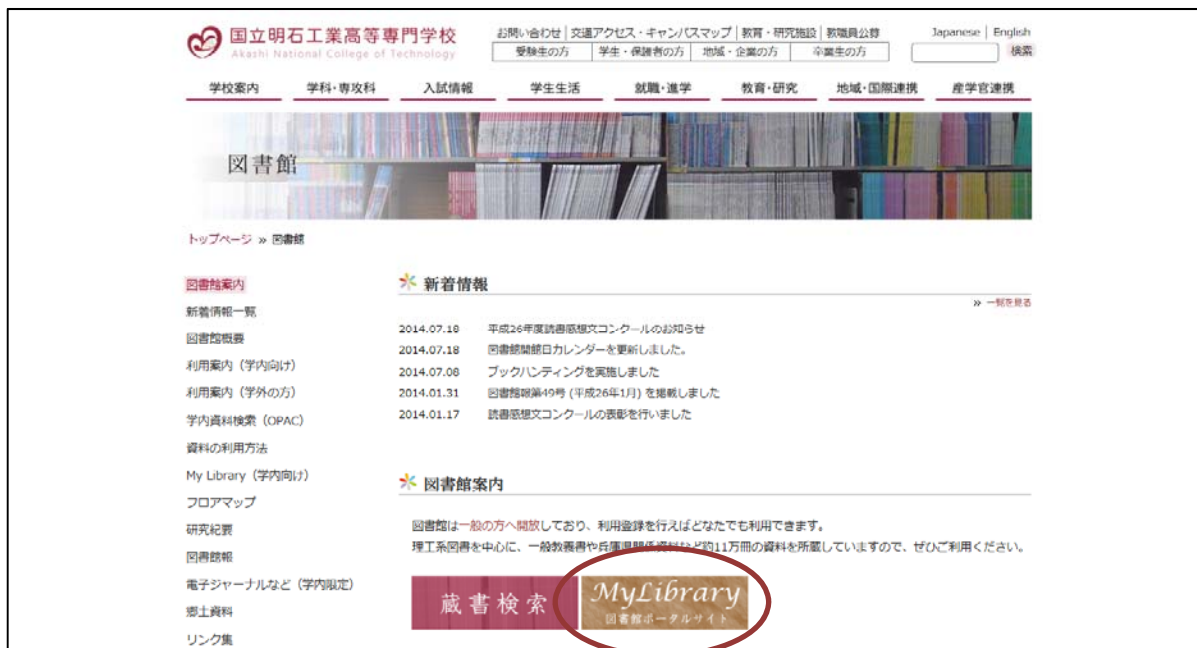 国立明石工業高等専門学校
Akashi National College of Technology
お問い合わせ | 交通アクセス・キャンパスマップ | 教育・研究施設 | 教職員公募
Japanese | English
受験生の方 学生・保護者の方 地域・企業の方 卒業生の方
検索
学校案内 学科・専攻科 入試情報 学生生活 就職・進学 教育・研究 地域・国際連携 産学官連携
図書館
トップページ » 図書館
図書館案内
新着情報一覧
図書館概要
利用案内（学内向け）
利用案内（学外の方）
学内資料検索（OPAC）
資料の利用方法
My Library（学内向け）
フロアマップ
研究紀要
図書館報
電子ジャーナルなど（学内限定）
郷土資料
リンク集
新着情報
» 一覧を見る
2014.07.18 平成26年度読書感想文コンクールのお知らせ
2014.07.18 図書館開館日カレンダーを更新しました。
2014.07.08 ブックハンティングを実施しました
2014.01.31 図書館報第49号 (平成26年1月) を掲載しました
2014.01.17 読書感想文コンクールの表彰を行いました
図書館案内
図書館は一般の方へ開放しており、利用登録を行えばどなたでも利用できます。
理工系図書を中心に、一般教養書や兵庫県関係資料など約11万冊の資料を所蔵していますので、ぜひご利用ください。
蔵書検索
MyLibrary
図書館ポータルサイト